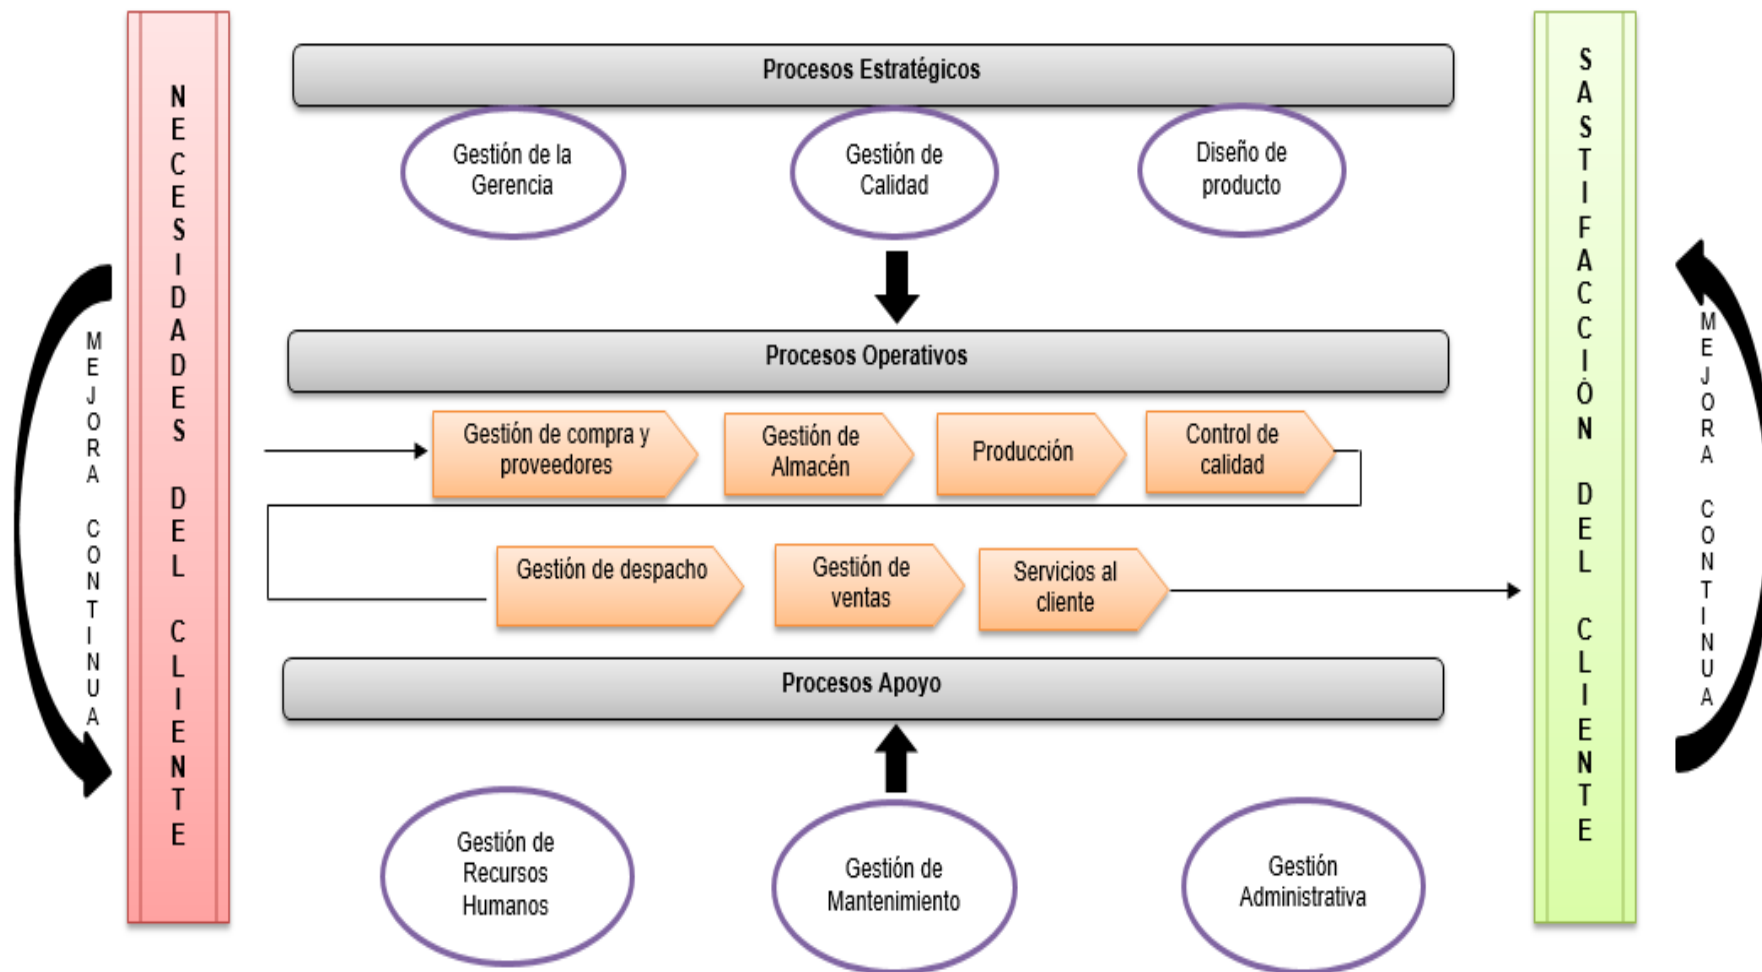 NECESIDADES DEL CLIENTE
MEJORA CONTINUA
Procesos Estratégicos
Gestión de la
Gerencia
Gestión de
Calidad
Diseño de
producto
Procesos Operativos
Gestión de compra y
proveedores
Gestión de
Almacén
Producción
Control de
calidad
Gestión de despacho
Gestión de
ventas
Servicios al
cliente
Procesos Apoyo
Gestión de
Recursos
Humanos
Gestión de
Mantenimiento
Gestión
Administrativa
SASTIFACCIÓN DEL CLIENTE
MEJORA CONTINUA